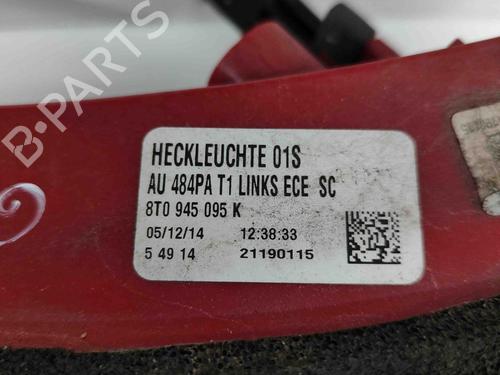 HECKLEUCHTE 01S
AU 484PA T1 LINKS ECE SC
8T0 945 095 K
05/12/14 12:38:33
5 49 14 21190115